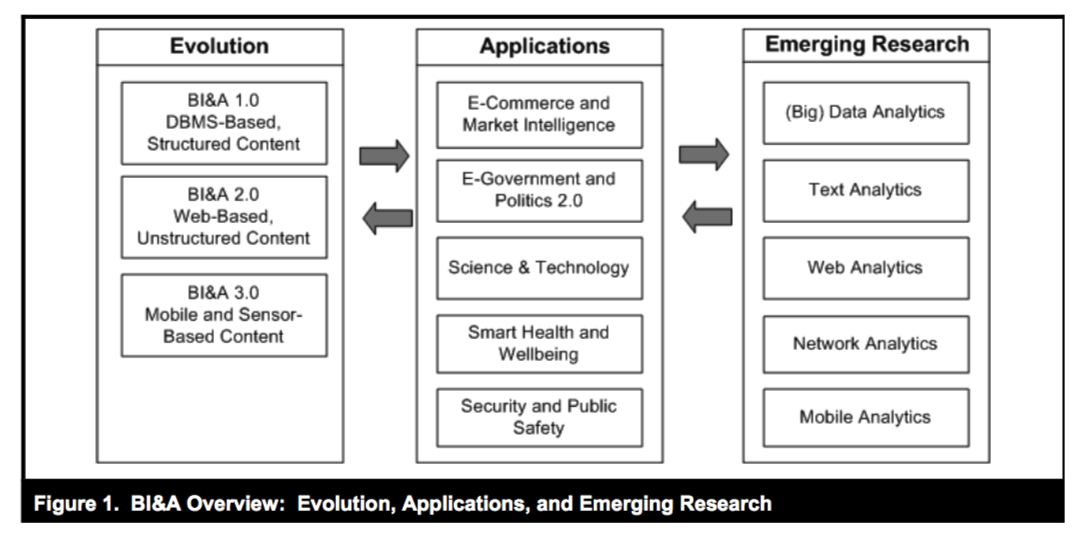 Evolution
BI&A 1.0
DBMS-Based,
Structured Content
BI&A 2.0
Web-Based,
Unstructured Content
BI&A 3.0
Mobile and Sensor-
Based Content
Applications
E-Commerce and
Market Intelligence
E-Government and
Politics 2.0
Science & Technology
Smart Health and
Wellbeing
Security and Public
Safety
Emerging Research
(Big) Data Analytics
Text Analytics
Web Analytics
Network Analytics
Mobile Analytics
Figure 1. BI&A Overview: Evolution, Applications, and Emerging Research